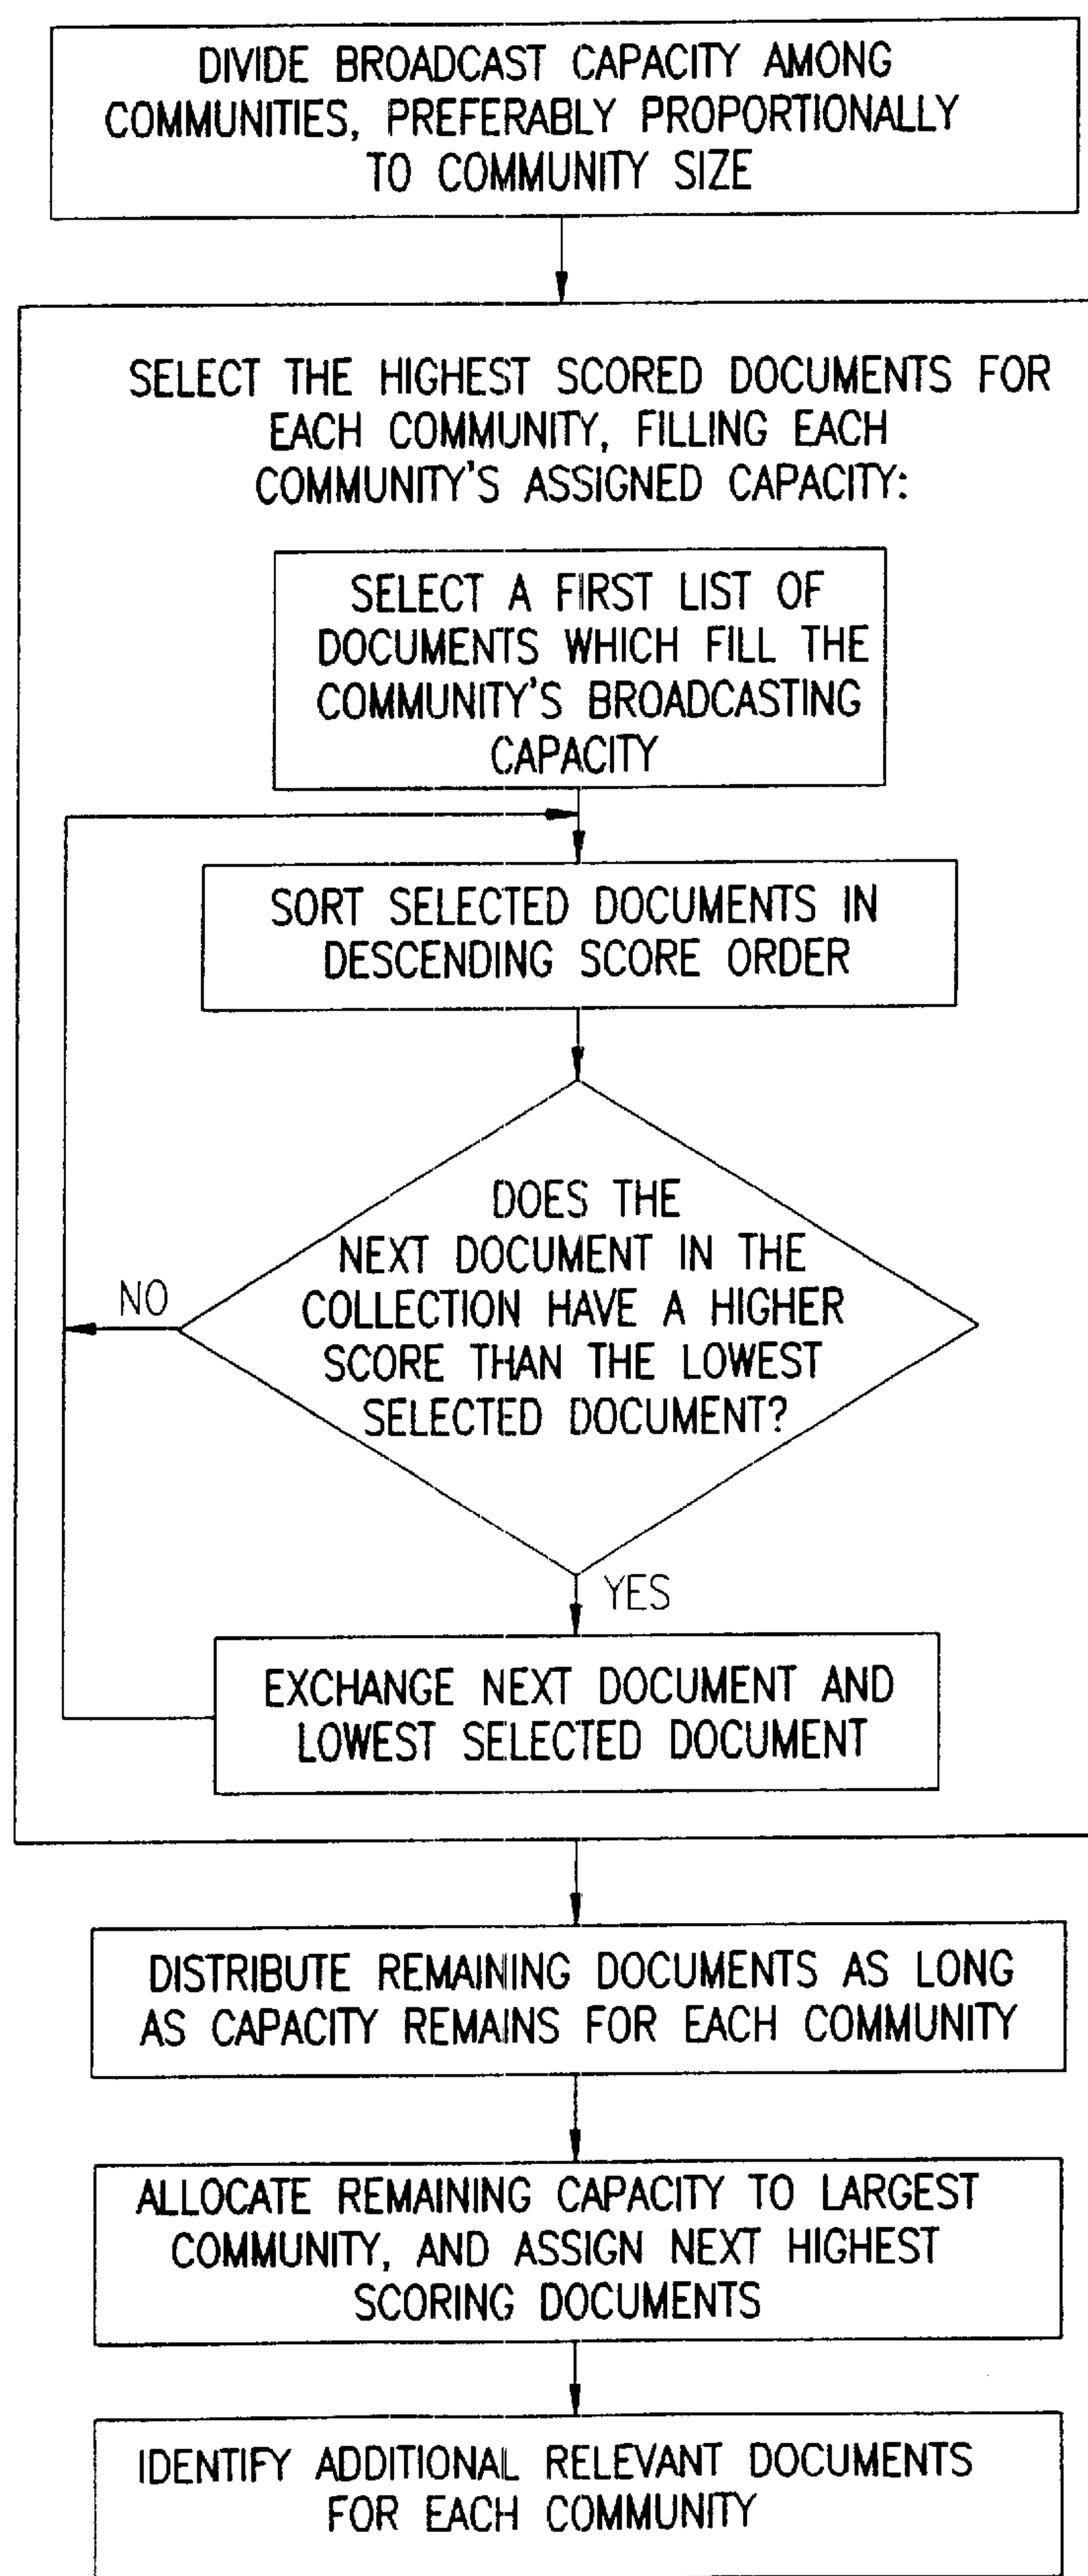 DIVIDE BROADCAST CAPACITY AMONG
COMMUNITIES, PREFERABLY PROPORTIONALLY
TO COMMUNITY SIZE
SELECT THE HIGHEST SCORED DOCUMENTS FOR
EACH COMMUNITY, FILLING EACH
COMMUNITY'S ASSIGNED CAPACITY:
SELECT A FIRST LIST OF
DOCUMENTS WHICH FILL THE
COMMUNITY'S BROADCASTING
CAPACITY
SORT SELECTED DOCUMENTS IN
DESCENDING SCORE ORDER
DOES THE
NEXT DOCUMENT IN THE
COLLECTION HAVE A HIGHER
SCORE THAN THE LOWEST
SELECTED DOCUMENT?
NO
YES
EXCHANGE NEXT DOCUMENT AND
LOWEST SELECTED DOCUMENT
DISTRIBUTE REMAINING DOCUMENTS AS LONG
AS CAPACITY REMAINS FOR EACH COMMUNITY
ALLOCATE REMAINING CAPACITY TO LARGEST
COMMUNITY, AND ASSIGN NEXT HIGHEST
SCORING DOCUMENTS
IDENTIFY ADDITIONAL RELEVANT DOCUMENTS
FOR EACH COMMUNITY